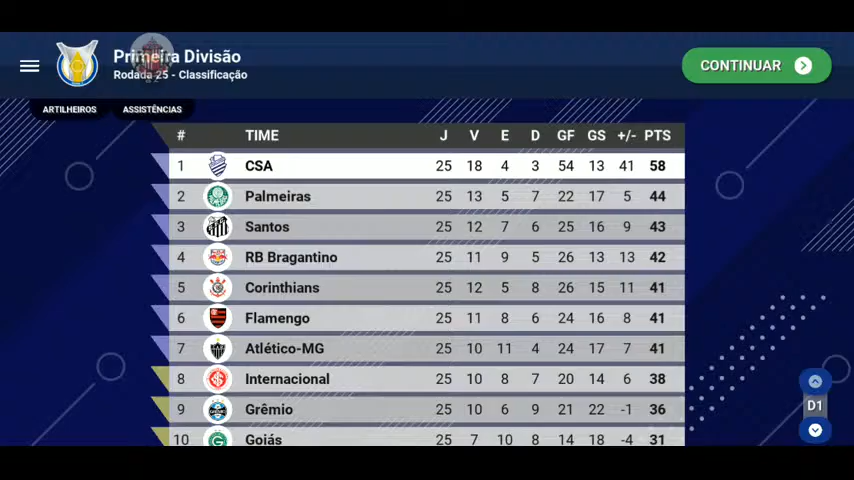 Primeira Divisão
Rodada 25 - Classificação
CONTINUAR
ARTILHEIROS ASSISTÊNCIAS
# TIME J V E D GF GS +/- PTS
1 CSA 25 18 4 3 54 13 41 58
2 Palmeiras 25 13 5 7 22 17 5 44
3 Santos 25 12 7 6 25 16 9 43
4 RB Bragantino 25 11 9 5 26 13 13 42
5 Corinthians 25 12 5 8 26 15 11 41
6 Flamengo 25 11 8 6 24 16 8 41
7 Atlético-MG 25 10 11 4 24 17 7 41
8 Internacional 25 10 8 7 20 14 6 38
9 Grêmio 25 10 6 9 21 22 -1 36
10 Goiás 25 7 10 8 14 18 -4 31
D1